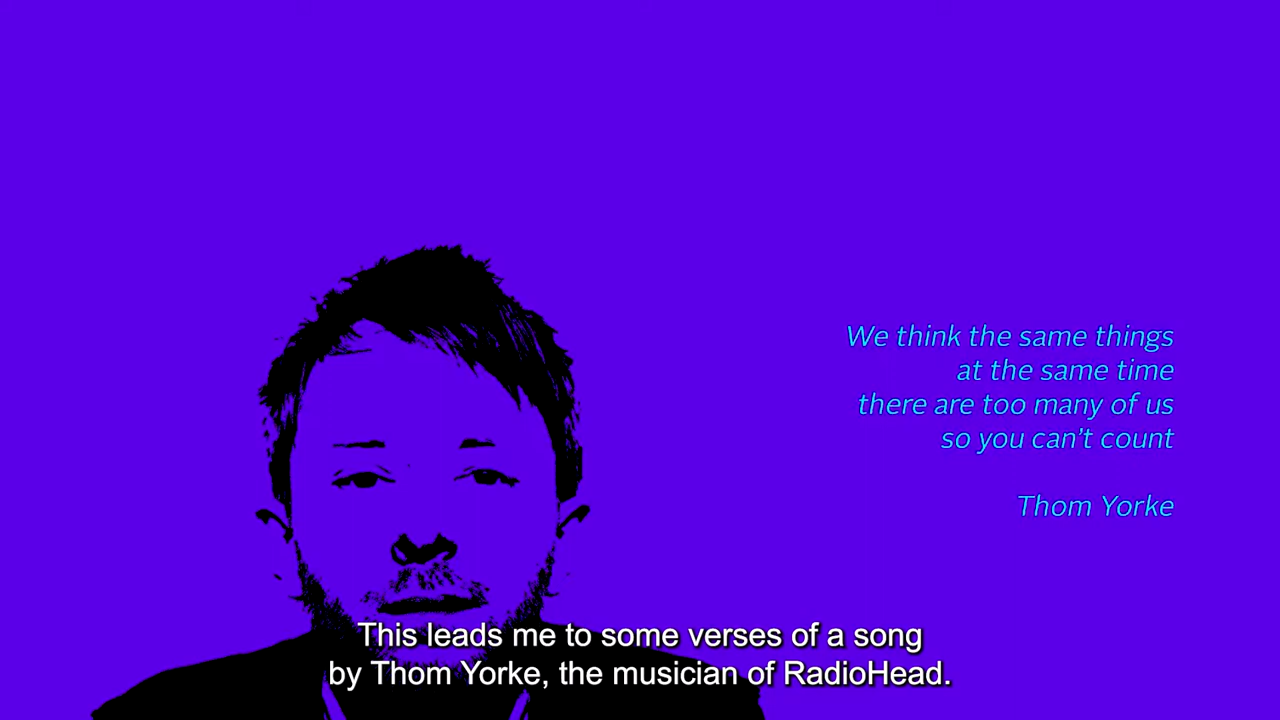 We think the same things
at the same time
there are too many of us
so you can't count
Thom Yorke
This leads me to some verses of a song
by Thom Yorke, the musician of RadioHead.